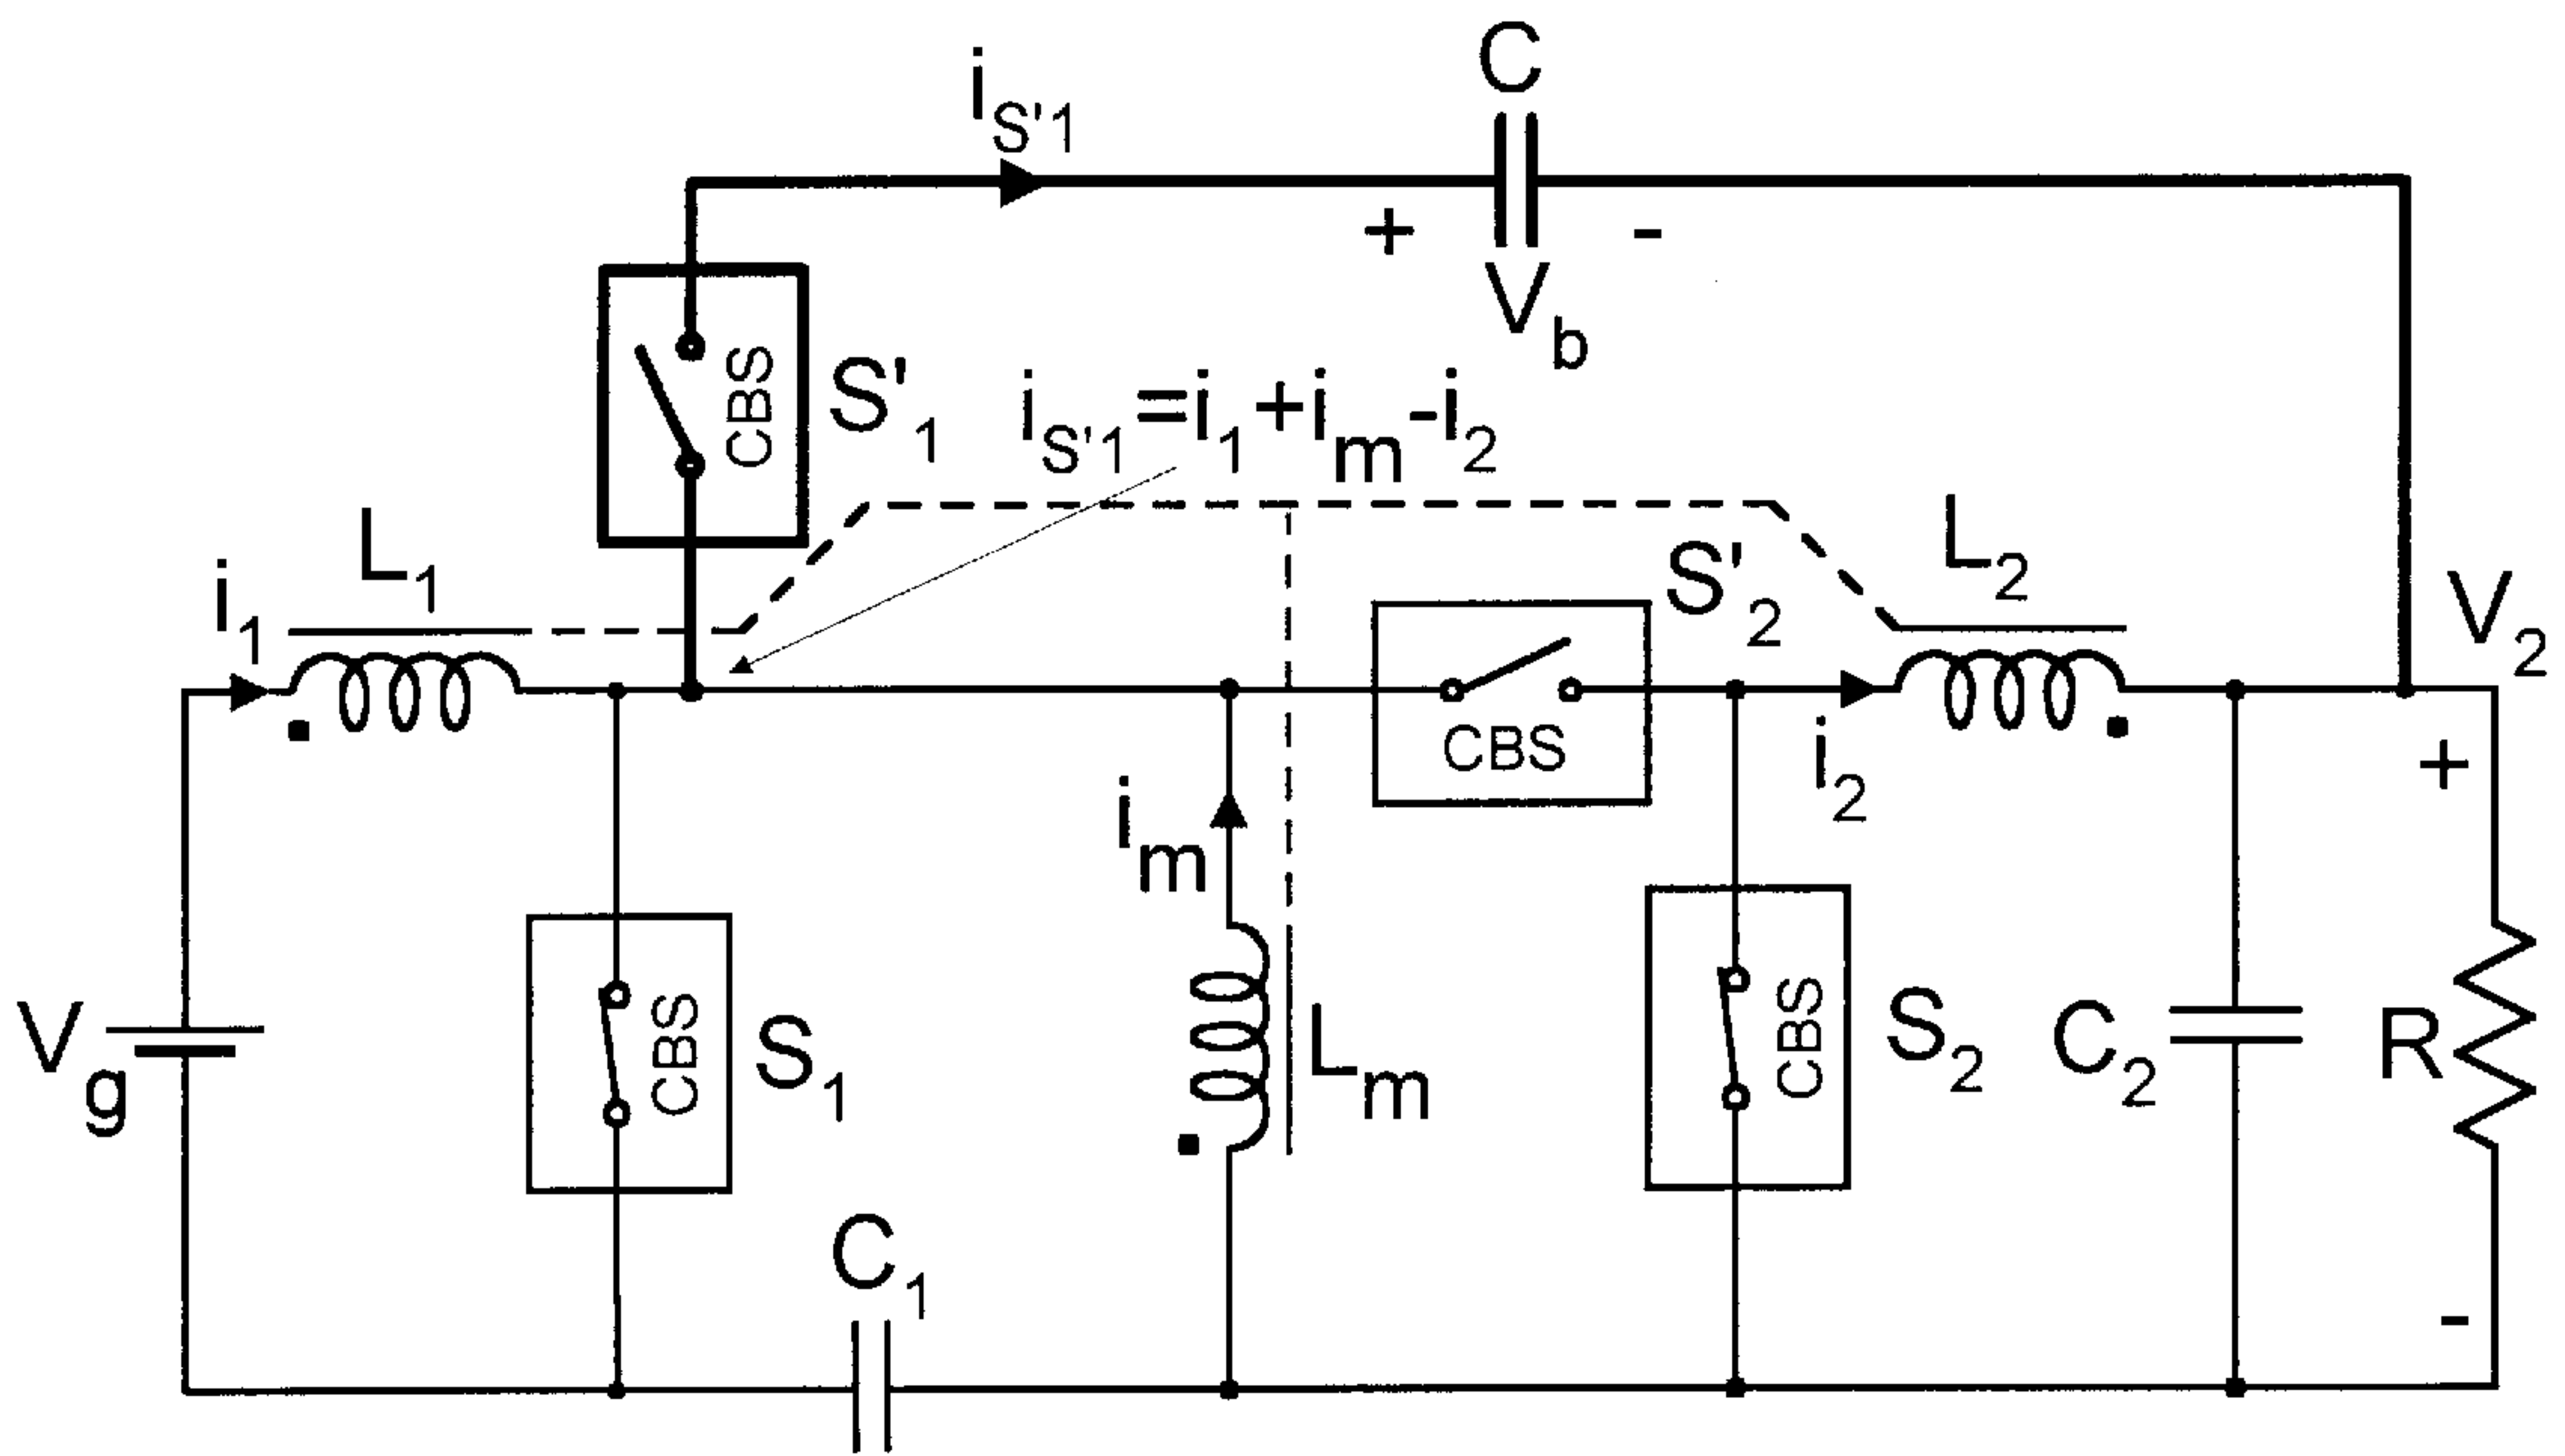 C
i_S'1
+ -
V_b
CBS
S'_1
i_S'1=i_1+i_m-i_2
L_1
i_1
S'_2
L_2
V_2
CBS
i_2
+
i_m
V_g
CBS
S_1
L_m
CBS
S_2
C_2
R
C_1
-